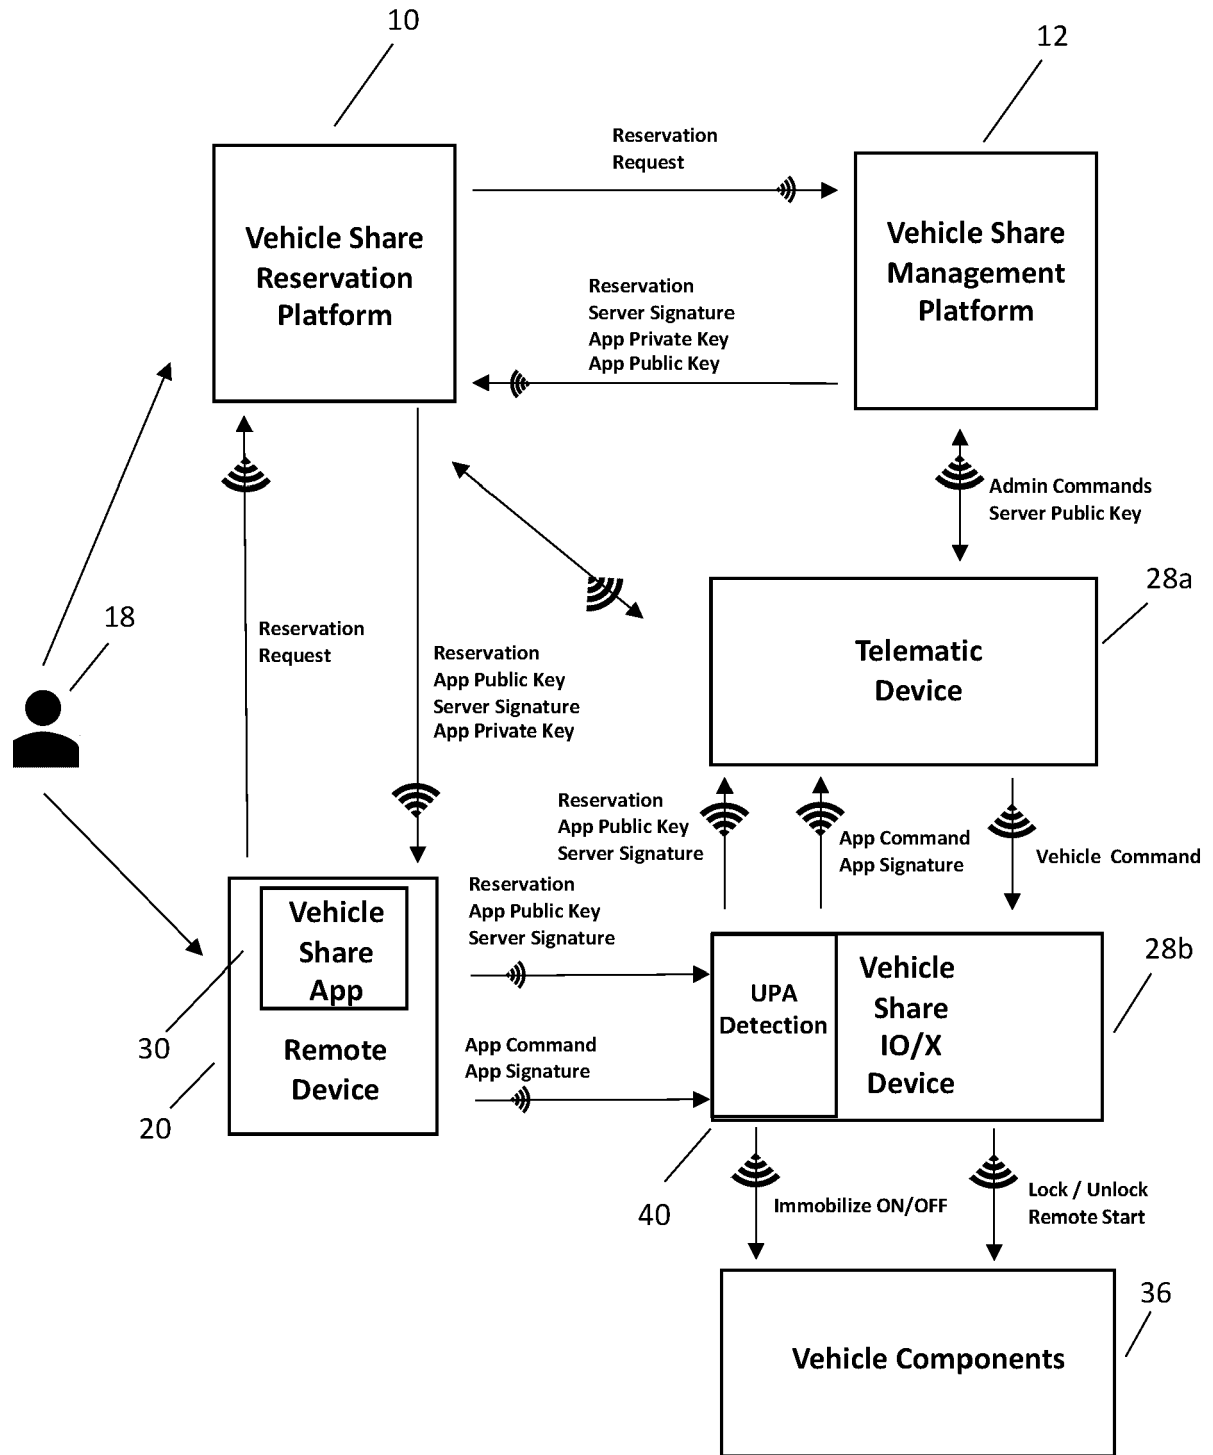 10
12
Reservation
Request
Vehicle Share
Reservation
Platform
Vehicle Share
Management
Platform
Reservation
Server Signature
App Private Key
App Public Key
Admin Commands
Server Public Key
28a
18
Reservation
Request
Reservation
App Public Key
Server Signature
App Private Key
Telematic
Device
Reservation
App Public Key
Server Signature
App Command
App Signature
Vehicle Command
Vehicle
Share
App
Remote
Device
30
20
Reservation
App Public Key
Server Signature
App Command
App Signature
UPA
Detection
Vehicle
Share
IO/X
Device
28b
40
Immobilize ON/OFF
Lock / Unlock
Remote Start
36
Vehicle Components